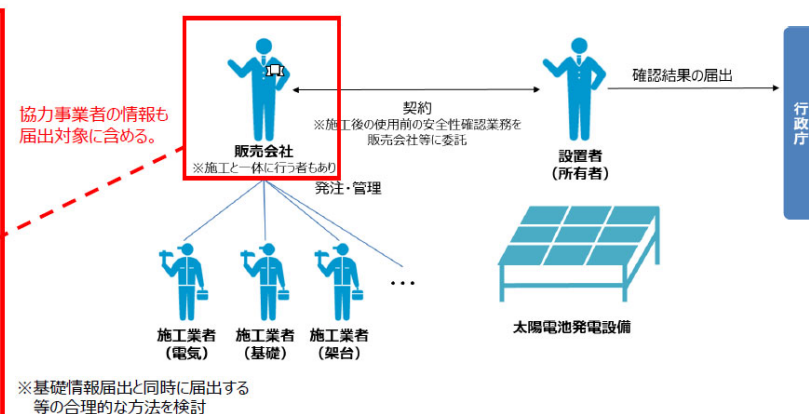 協力事業者の情報も
届出対象に含める。
販売会社
※施工と一体に行う者もあり
契約
※施工後の使用前の安全性確認業務を
販売会社等に委託
設置者
(所有者)
確認結果の届出
行政庁
発注・管理
…
施工業者
(電気)
施工業者
(基礎)
施工業者
(架台)
太陽電池発電設備
※基礎情報届出と同時に届出する
等の合理的な方法を検討